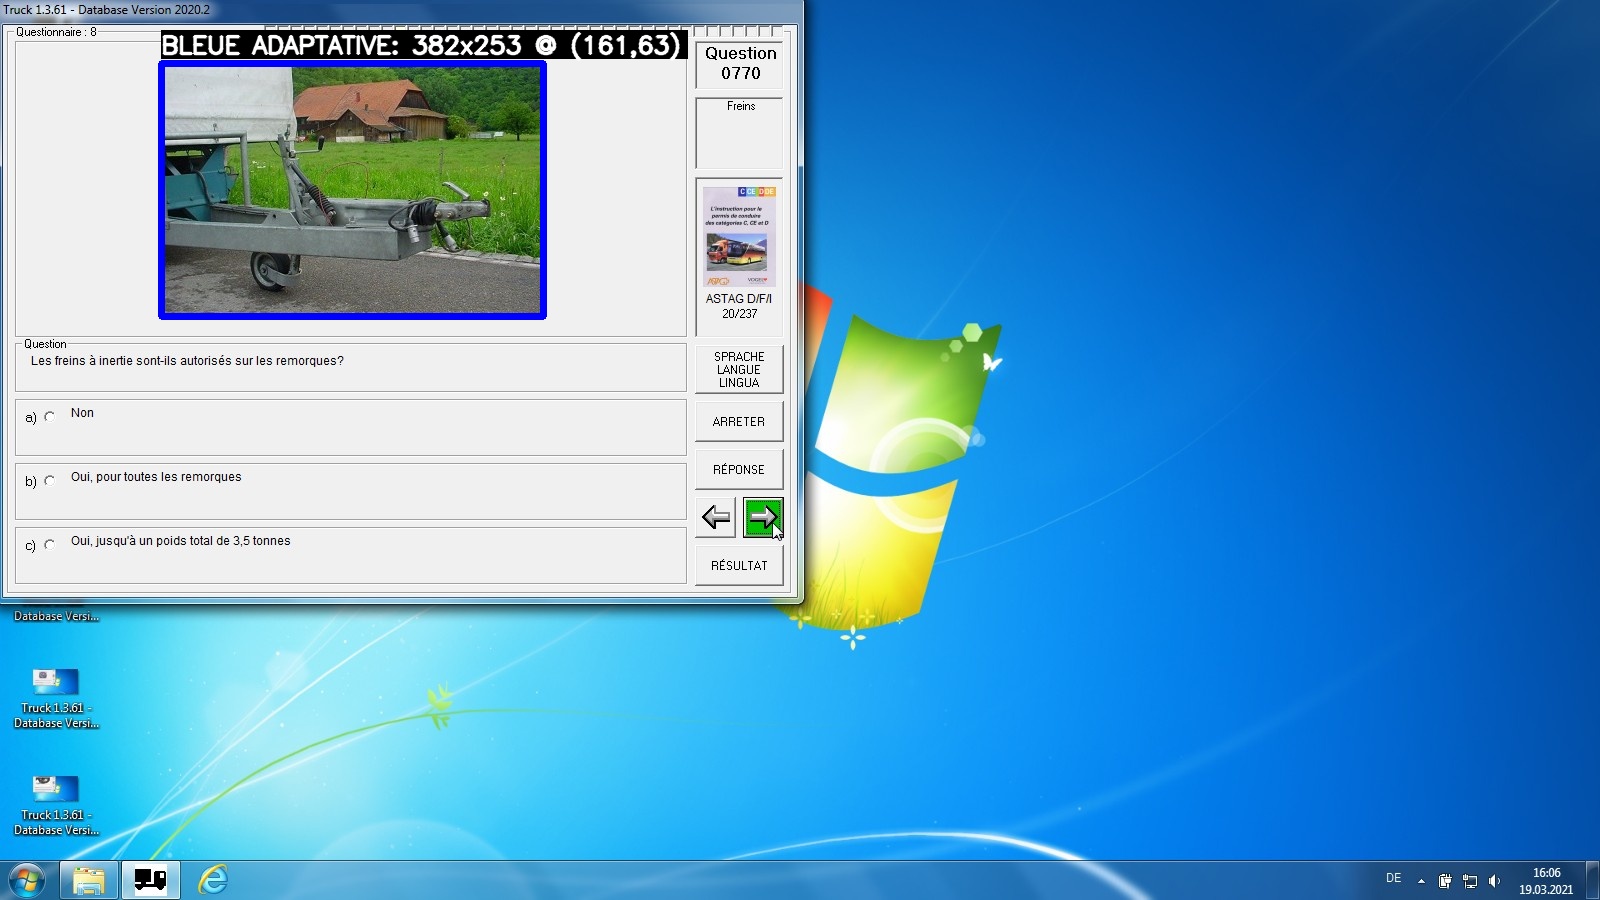 Truck 1.3.61 - Database Version 2020.2
Questionnaire : 8
BLEUE ADAPTATIVE: 382x253 @ (161,63)
Question
0770
Freins
C CE D DE
L'instruction pour le
permis de conduire
des catégories C, CE et D
ASTAG D/F/I
20/237
Question
Les freins à inertie sont-ils autorisés sur les remorques?
SPRACHE
LANGUE
LINGUA
a) Non
ARRETER
b) Oui, pour toutes les remorques
RÉPONSE
c) Oui, jusqu'à un poids total de 3,5 tonnes
RÉSULTAT
Database Versi...
Truck 1.3.61 -
Database Versi...
Truck 1.3.61 -
Database Versi...
DE
16:06
19.03.2021